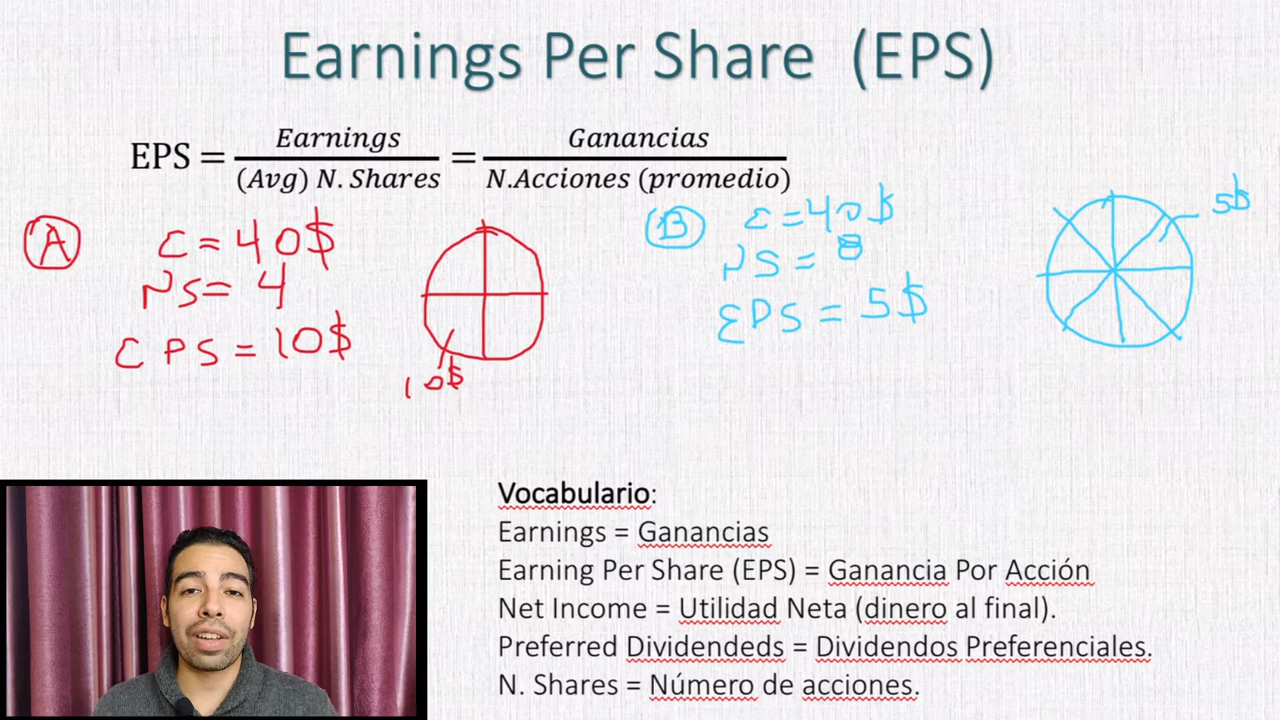 Earnings Per Share (EPS)
EPS = Earnings / (Avg) N. Shares = Ganancias / N.Acciones (promedio)
A
E = 40$
NS = 4
EPS = 10$
10$
B
E = 40$
NS = 8
EPS = 5$
5$
Vocabulario:
Earnings = Ganancias
Earning Per Share (EPS) = Ganancia Por Acción
Net Income = Utilidad Neta (dinero al final).
Preferred Dividendeds = Dividendos Preferenciales.
N. Shares = Número de acciones.